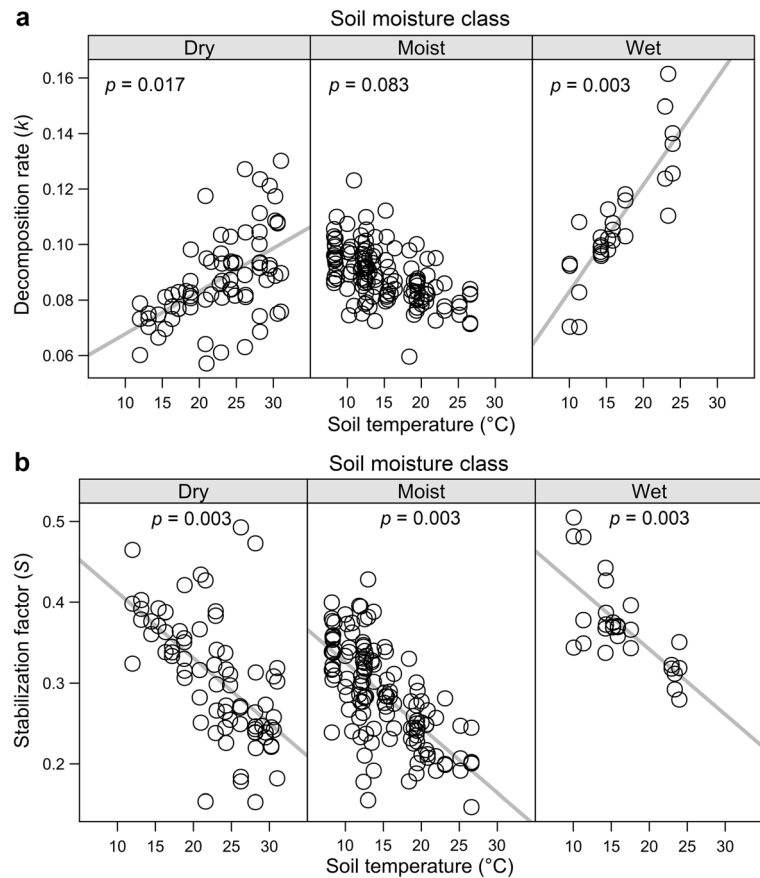 a
Soil moisture class
Dry Moist Wet
p = 0.017 p = 0.083 p = 0.003
Decomposition rate (k)
0.16
0.14
0.12
0.10
0.08
0.06
10 15 20 25 30 10 15 20 25 30 10 15 20 25 30
Soil temperature (°C)
b
Soil moisture class
Dry Moist Wet
p = 0.003 p = 0.003 p = 0.003
Stabilization factor (S)
0.5
0.4
0.3
0.2
10 15 20 25 30 10 15 20 25 30 10 15 20 25 30
Soil temperature (°C)